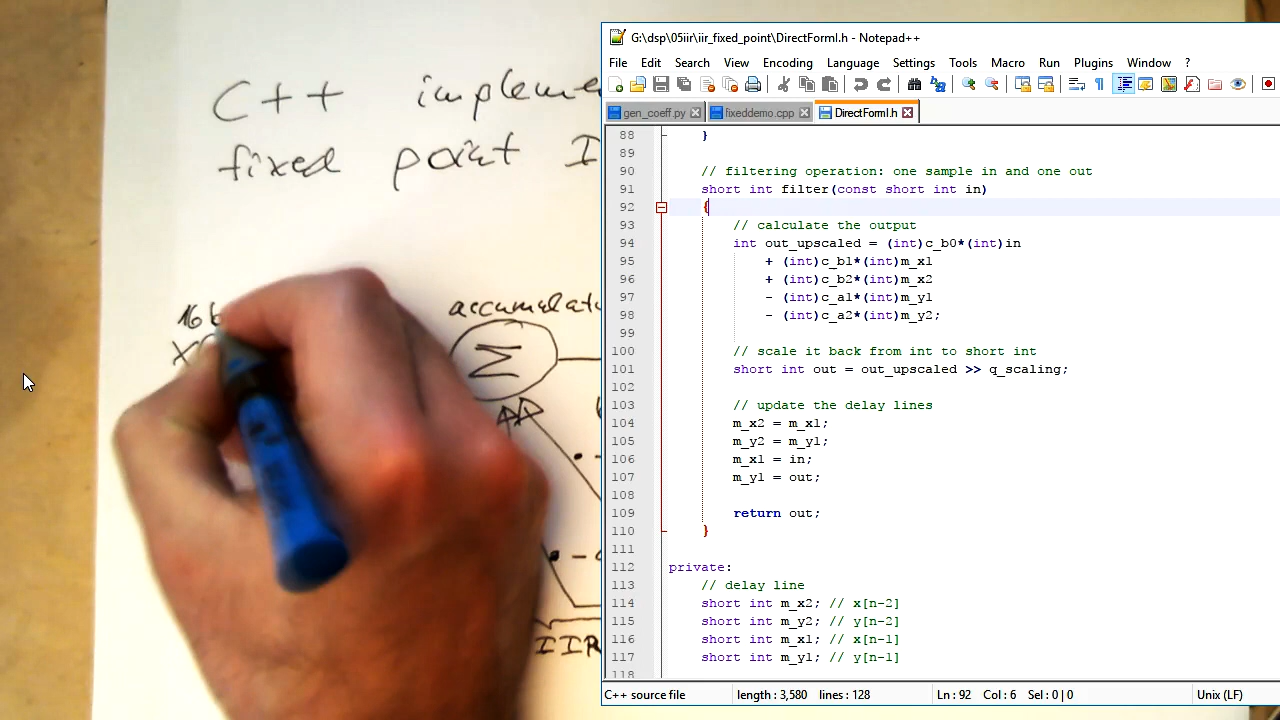 C++ impleme
fixed point I
16 b
accumulat
Σ
IIR
G:\dsp\05iir\iir_fixed_point\DirectFormI.h - Notepad++
File Edit Search View Encoding Language Settings Tools Macro Run Plugins Window ?
gen_coeff.py fixeddemo.cpp DirectFormI.h
88 }
89
90 // filtering operation: one sample in and one out
91 short int filter(const short int in)
92 {
93 // calculate the output
94 int out_upscaled = (int)c_b0*(int)in
95 + (int)c_b1*(int)m_x1
96 + (int)c_b2*(int)m_x2
97 - (int)c_a1*(int)m_y1
98 - (int)c_a2*(int)m_y2;
99
100 // scale it back from int to short int
101 short int out = out_upscaled >> q_scaling;
102
103 // update the delay lines
104 m_x2 = m_x1;
105 m_y2 = m_y1;
106 m_x1 = in;
107 m_y1 = out;
108
109 return out;
110 }
111
112 private:
113 // delay line
114 short int m_x2; // x[n-2]
115 short int m_y2; // y[n-2]
116 short int m_x1; // x[n-1]
117 short int m_y1; // y[n-1]
118
C++ source file length : 3,580 lines : 128 Ln : 92 Col : 6 Sel : 0 | 0 Unix (LF)